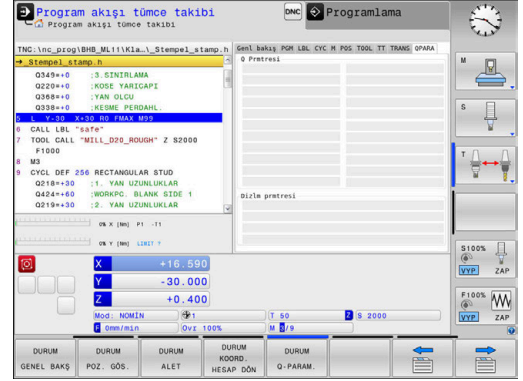 Program akışı tümce takibi
Program akışı tümce takibi
DNC
Programlama
TNC:\nc_prog\BHB_ML11\Kla…\_Stempel_stamp.h
Genl bakış PGM LBL CYC M POS TOOL TT TRANS QPARA
→_Stempel_stamp.h
Q349=+0 ;3.SINIRLAMA
Q220=+0 ;KOSE YARICAPI
Q368=+0 ;YAN OLCU
Q338=+0 ;KESME PERDAHL.
5 L Y-30 X+30 R0 FMAX M99
6 CALL LBL "safe"
7 TOOL CALL "MILL_D20_ROUGH" Z S2000
F1000
8 M3
9 CYCL DEF 256 RECTANGULAR STUD
Q218=+30 ;1. YAN UZUNLUKLAR
Q424=+60 ;WORKPC. BLANK SIDE 1
Q219=+30 ;2. YAN UZUNLUKLAR
Q Prmtresi
Dizlm prmtresi
0% X [Nm] P1 -T1
0% Y [Nm] LIMIT 1
X +16.590
Y -30.000
Z +0.400
Mod: NOMİN 1 T 50 Z S 2000
F 0mm/min Ovr 100% M 5/9
M
S
T
S100%
VYP ZAP
F100%
VYP ZAP
DURUM
GENEL BAKŞ
DURUM
POZ. GÖS.
DURUM
ALET
DURUM
KOORD.
HESAP DÖN
DURUM
Q-PARAM.